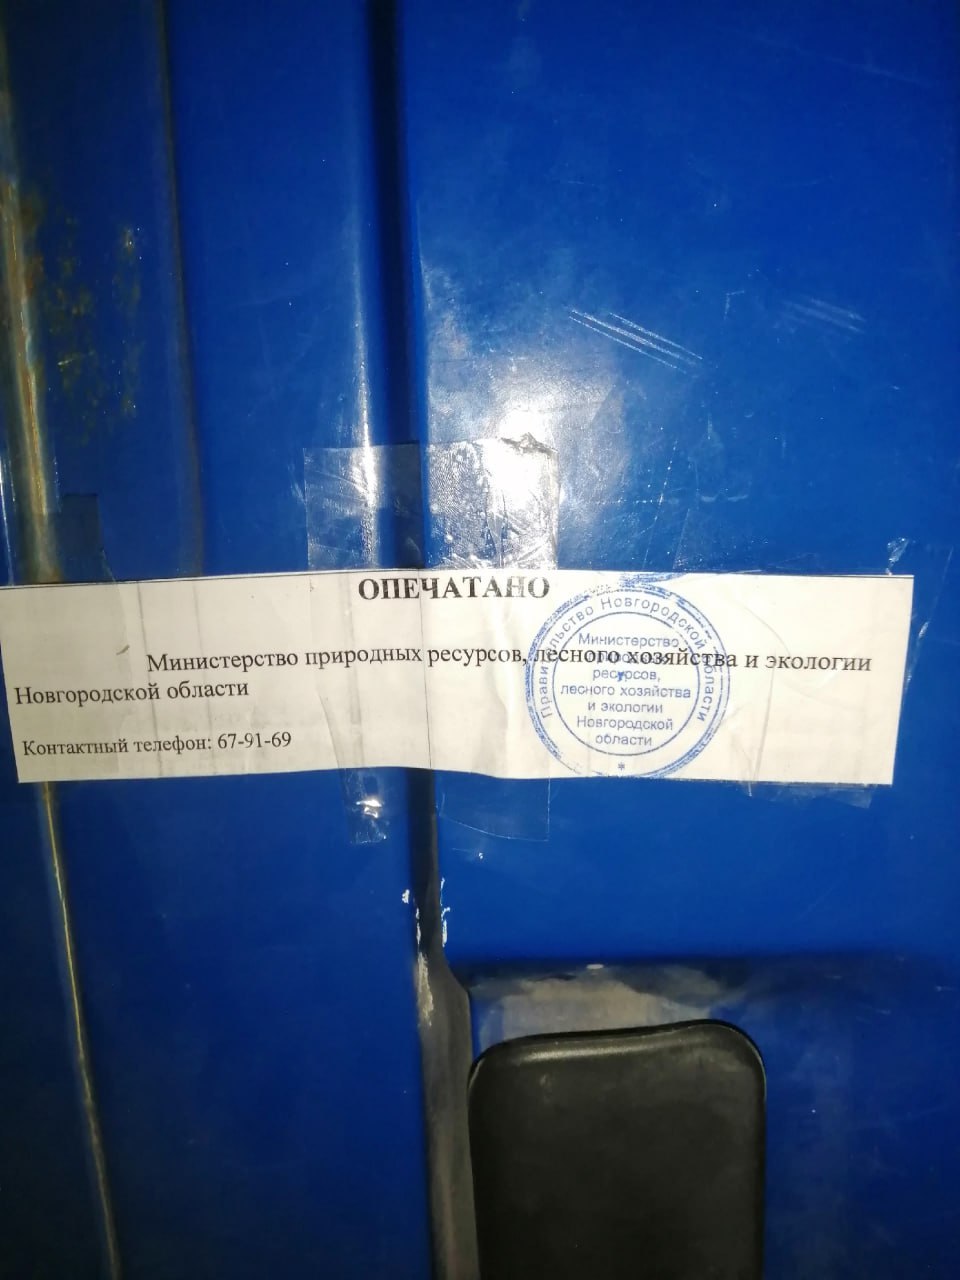 ОПЕЧАТАНО
Министерство природных ресурсов, лесного хозяйства и экологии
Новгородской области
Контактный телефон: 67-91-69
Правительство Новгородской области
Министерство
природных
ресурсов,
лесного хозяйства
и экологии
Новгородской
области
*